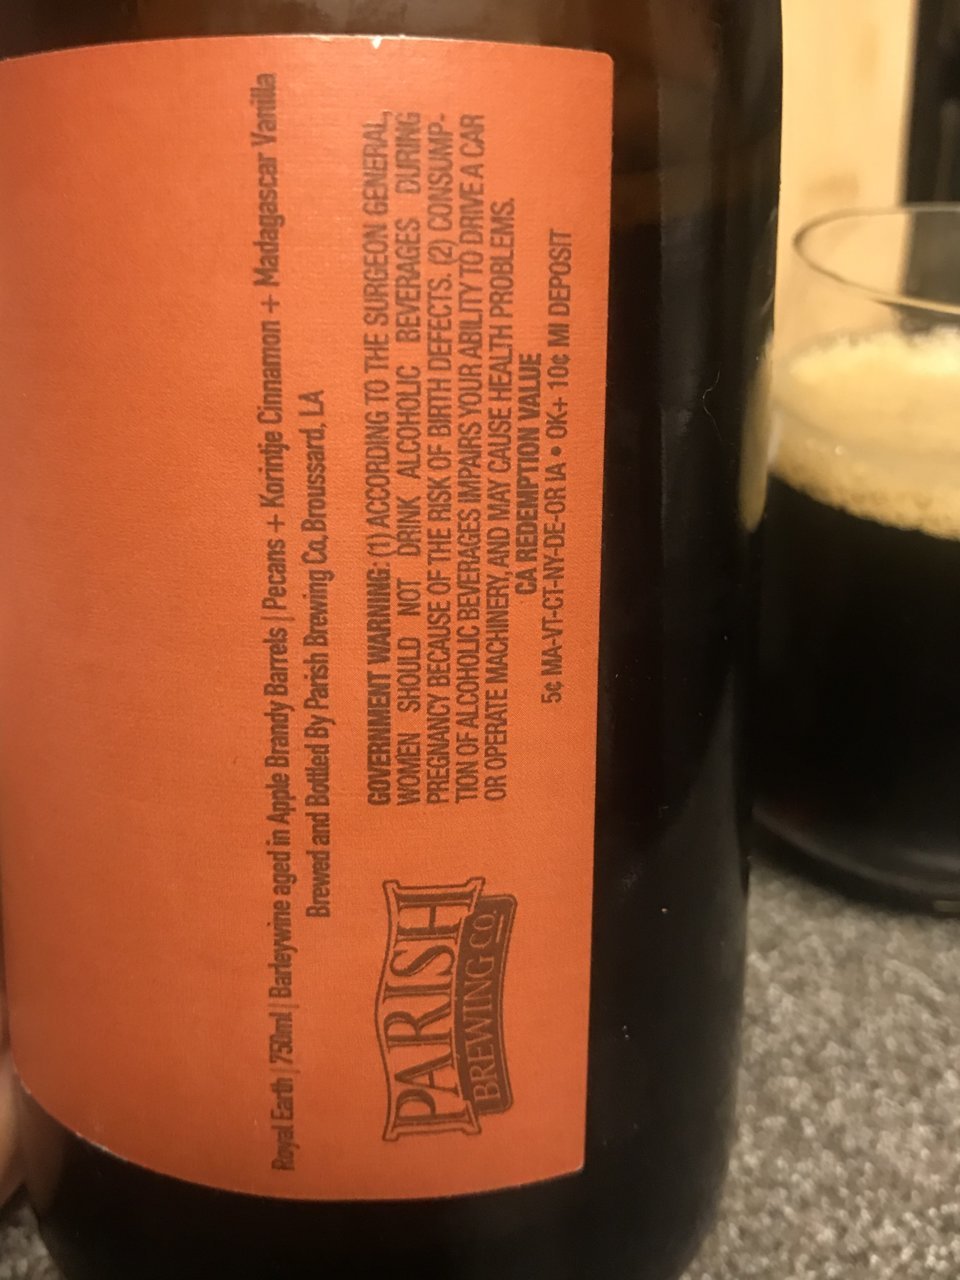 Royal Earth | 750ml | Barleywine aged in Apple Brandy Barrels | Pecans + Korintje Cinnamon + Madagascar Vanilla
Brewed and Bottled By Parish Brewing Co, Broussard, LA
GOVERNMENT WARNING: (1) ACCORDING TO THE SURGEON GENERAL,
WOMEN SHOULD NOT DRINK ALCOHOLIC BEVERAGES DURING
PREGNANCY BECAUSE OF THE RISK OF BIRTH DEFECTS. (2) CONSUMP-
TION OF ALCOHOLIC BEVERAGES IMPAIRS YOUR ABILITY TO DRIVE A CAR
OR OPERATE MACHINERY, AND MAY CAUSE HEALTH PROBLEMS.
CA REDEMPTION VALUE
5¢ MA-VT-CT-NY-DE-OR IA • OK+ 10¢ MI DEPOSIT
PARISH
BREWING CO.